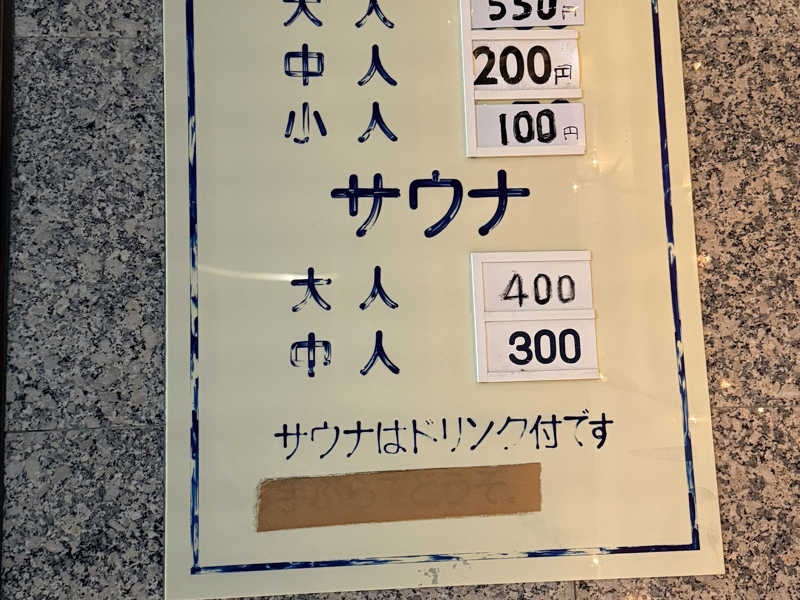 大人 550円
中人 200円
小人 100円
サウナ
大人 400
中人 300
サウナはドリンク付です